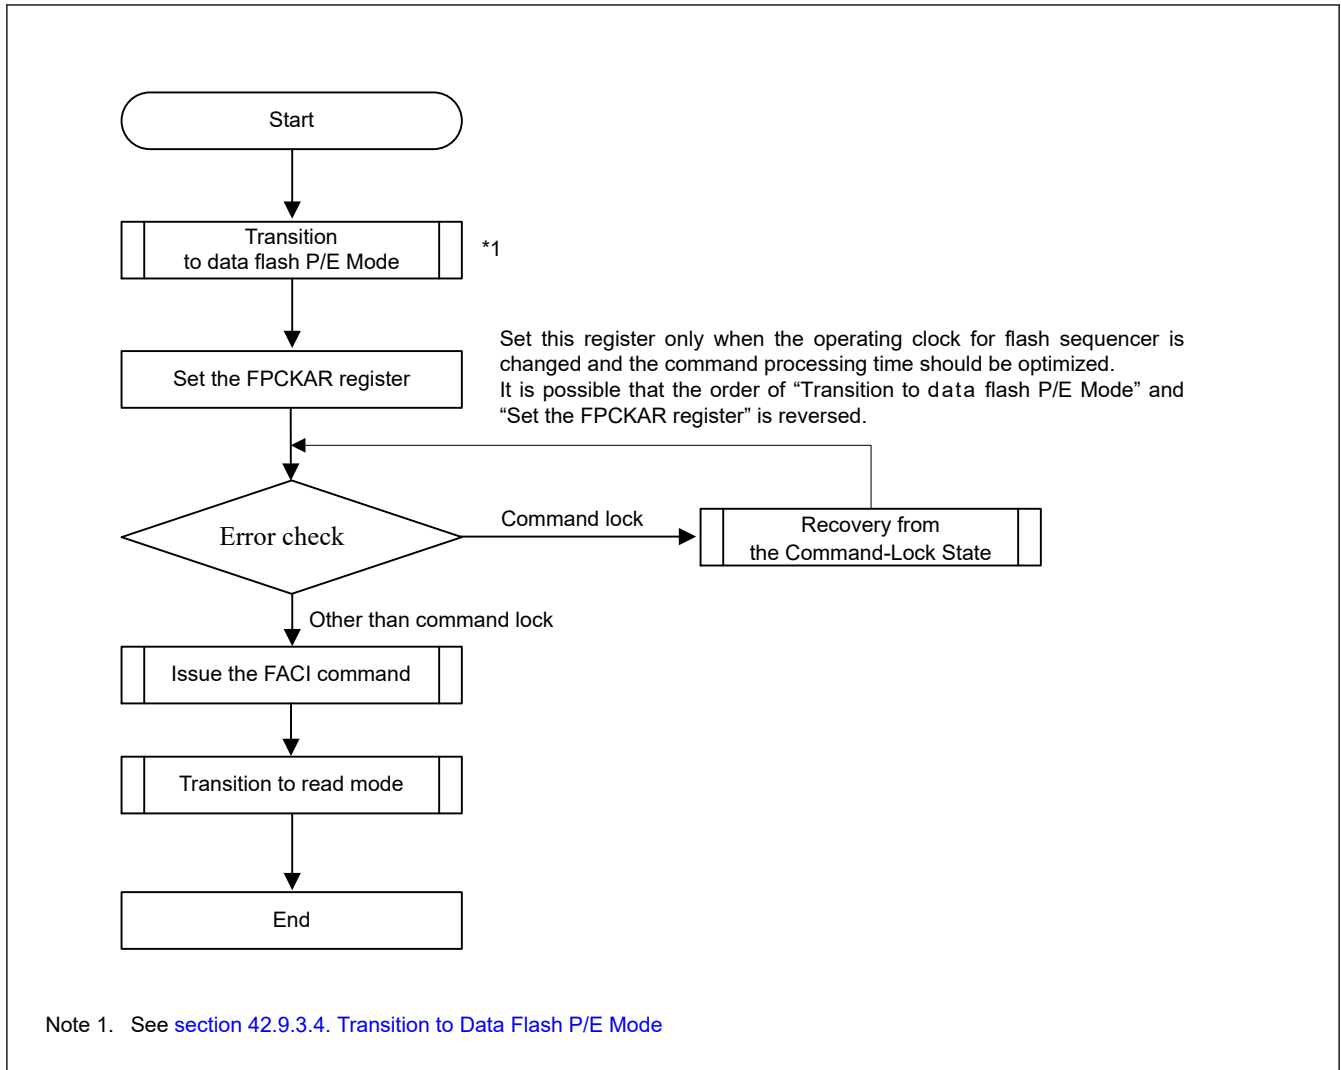 Start
Transition
to data flash P/E Mode
*1
Set this register only when the operating clock for flash sequencer is
changed and the command processing time should be optimized.
It is possible that the order of “Transition to data flash P/E Mode” and
“Set the FPCKAR register” is reversed.
Set the FPCKAR register
Error check
Command lock
Recovery from
the Command-Lock State
Other than command lock
Issue the FACI command
Transition to read mode
End
Note 1. See section 42.9.3.4. Transition to Data Flash P/E Mode